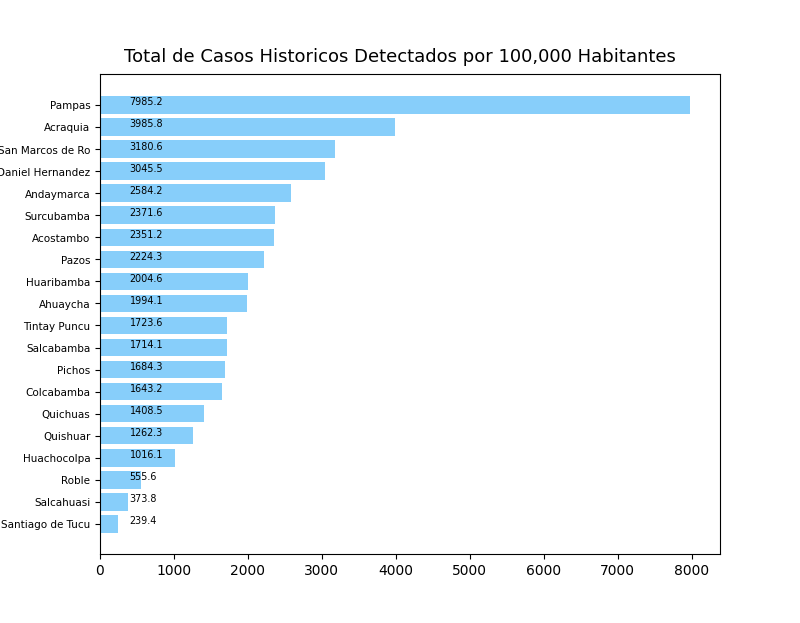 Total de Casos Historicos Detectados por 100,000 Habitantes
Pampas 7985.2
Acraquia 3985.8
San Marcos de Ro 3180.6
Daniel Hernandez 3045.5
Andaymarca 2584.2
Surcubamba 2371.6
Acostambo 2351.2
Pazos 2224.3
Huaribamba 2004.6
Ahuaycha 1994.1
Tintay Puncu 1723.6
Salcabamba 1714.1
Pichos 1684.3
Colcabamba 1643.2
Quichuas 1408.5
Quishuar 1262.3
Huachocolpa 1016.1
Roble 555.6
Salcahuasi 373.8
Santiago de Tucu 239.4
0 1000 2000 3000 4000 5000 6000 7000 8000